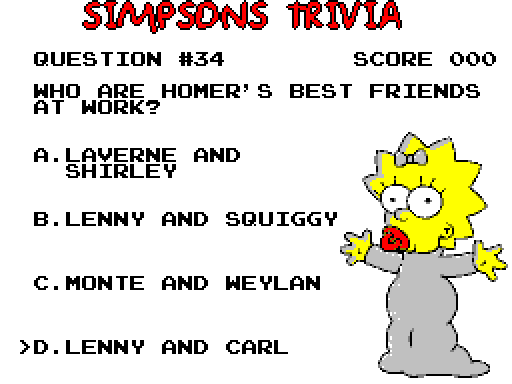 SIMPSONS TRIVIA
QUESTION #34 SCORE 000
WHO ARE HOMER'S BEST FRIENDS
AT WORK?
A.LAVERNE AND
SHIRLEY
B.LENNY AND SQUIGGY
C.MONTE AND WEYLAN
>D.LENNY AND CARL